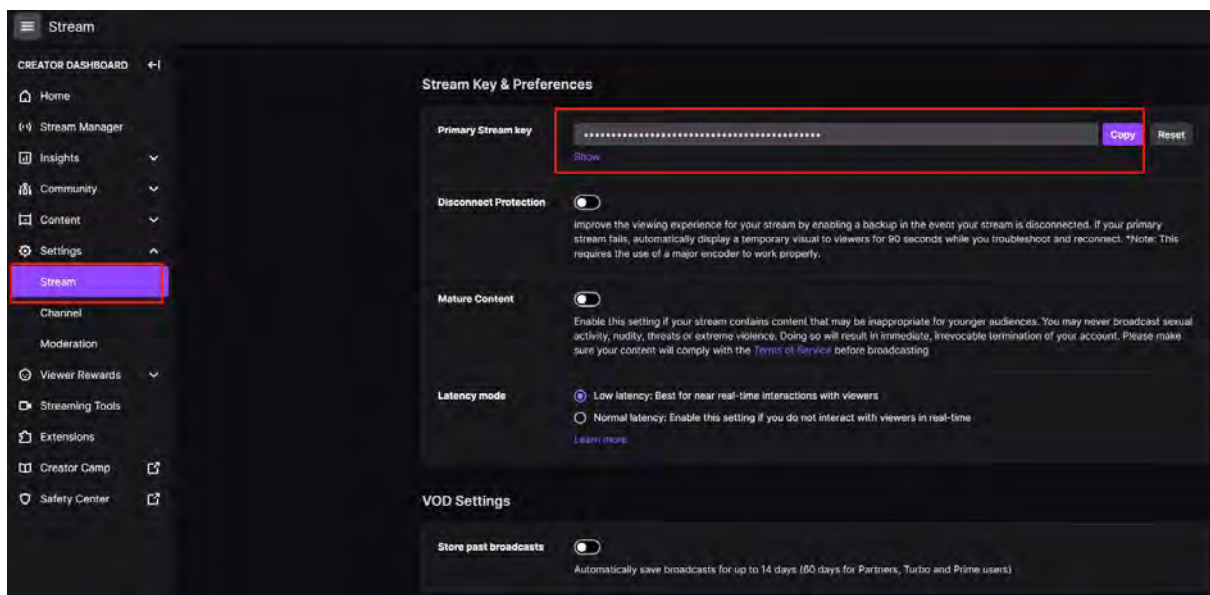 Stream
CREATOR DASHBOARD
Home
Stream Manager
Insights
Community
Content
Settings
Stream
Channel
Moderation
Viewer Rewards
Streaming Tools
Extensions
Creator Camp
Safety Center
Stream Key & Preferences
Primary Stream key
Copy
Reset
Show
Disconnect Protection
Improve the viewing experience for your stream by enabling a backup in the event your stream is disconnected. If your primary
stream fails, automatically display a temporary visual to viewers for 90 seconds while you troubleshoot and reconnect. *Note: This
requires the use of a major encoder to work properly.
Mature Content
Enable this setting if your stream contains content that may be inappropriate for younger audiences. You may never broadcast sexual
activity, nudity, threats or extreme violence. Doing so will result in immediate, irrevocable termination of your account. Please make
sure your content will comply with the Terms of Service before broadcasting
Latency mode
Low latency: Best for near real-time interactions with viewers
Normal latency: Enable this setting if you do not interact with viewers in real-time
Learn more
VOD Settings
Store past broadcasts
Automatically save broadcasts for up to 14 days (60 days for Partners, Turbo and Prime users)